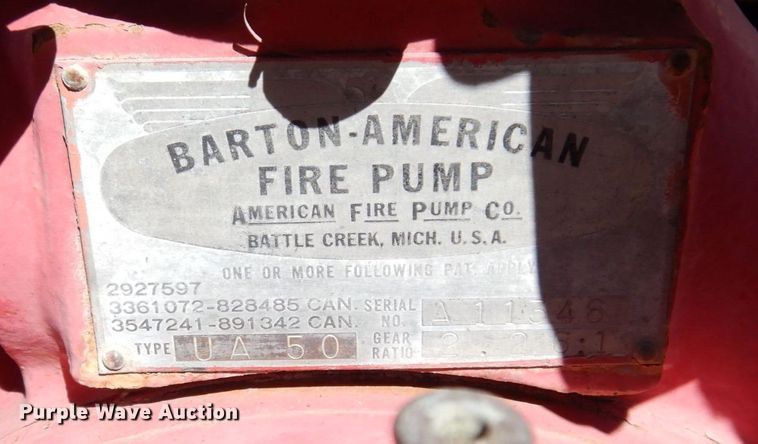 BARTON-AMERICAN
FIRE PUMP
AMERICAN FIRE PUMP CO.
BATTLE CREEK, MICH. U.S.A.
ONE OR MORE FOLLOWING PAT. APPLY
2927597
3361072-828485 CAN.
3547241-891342 CAN.
SERIAL NO. A11546
TYPE UA 50
GEAR RATIO
Purple Wave Auction